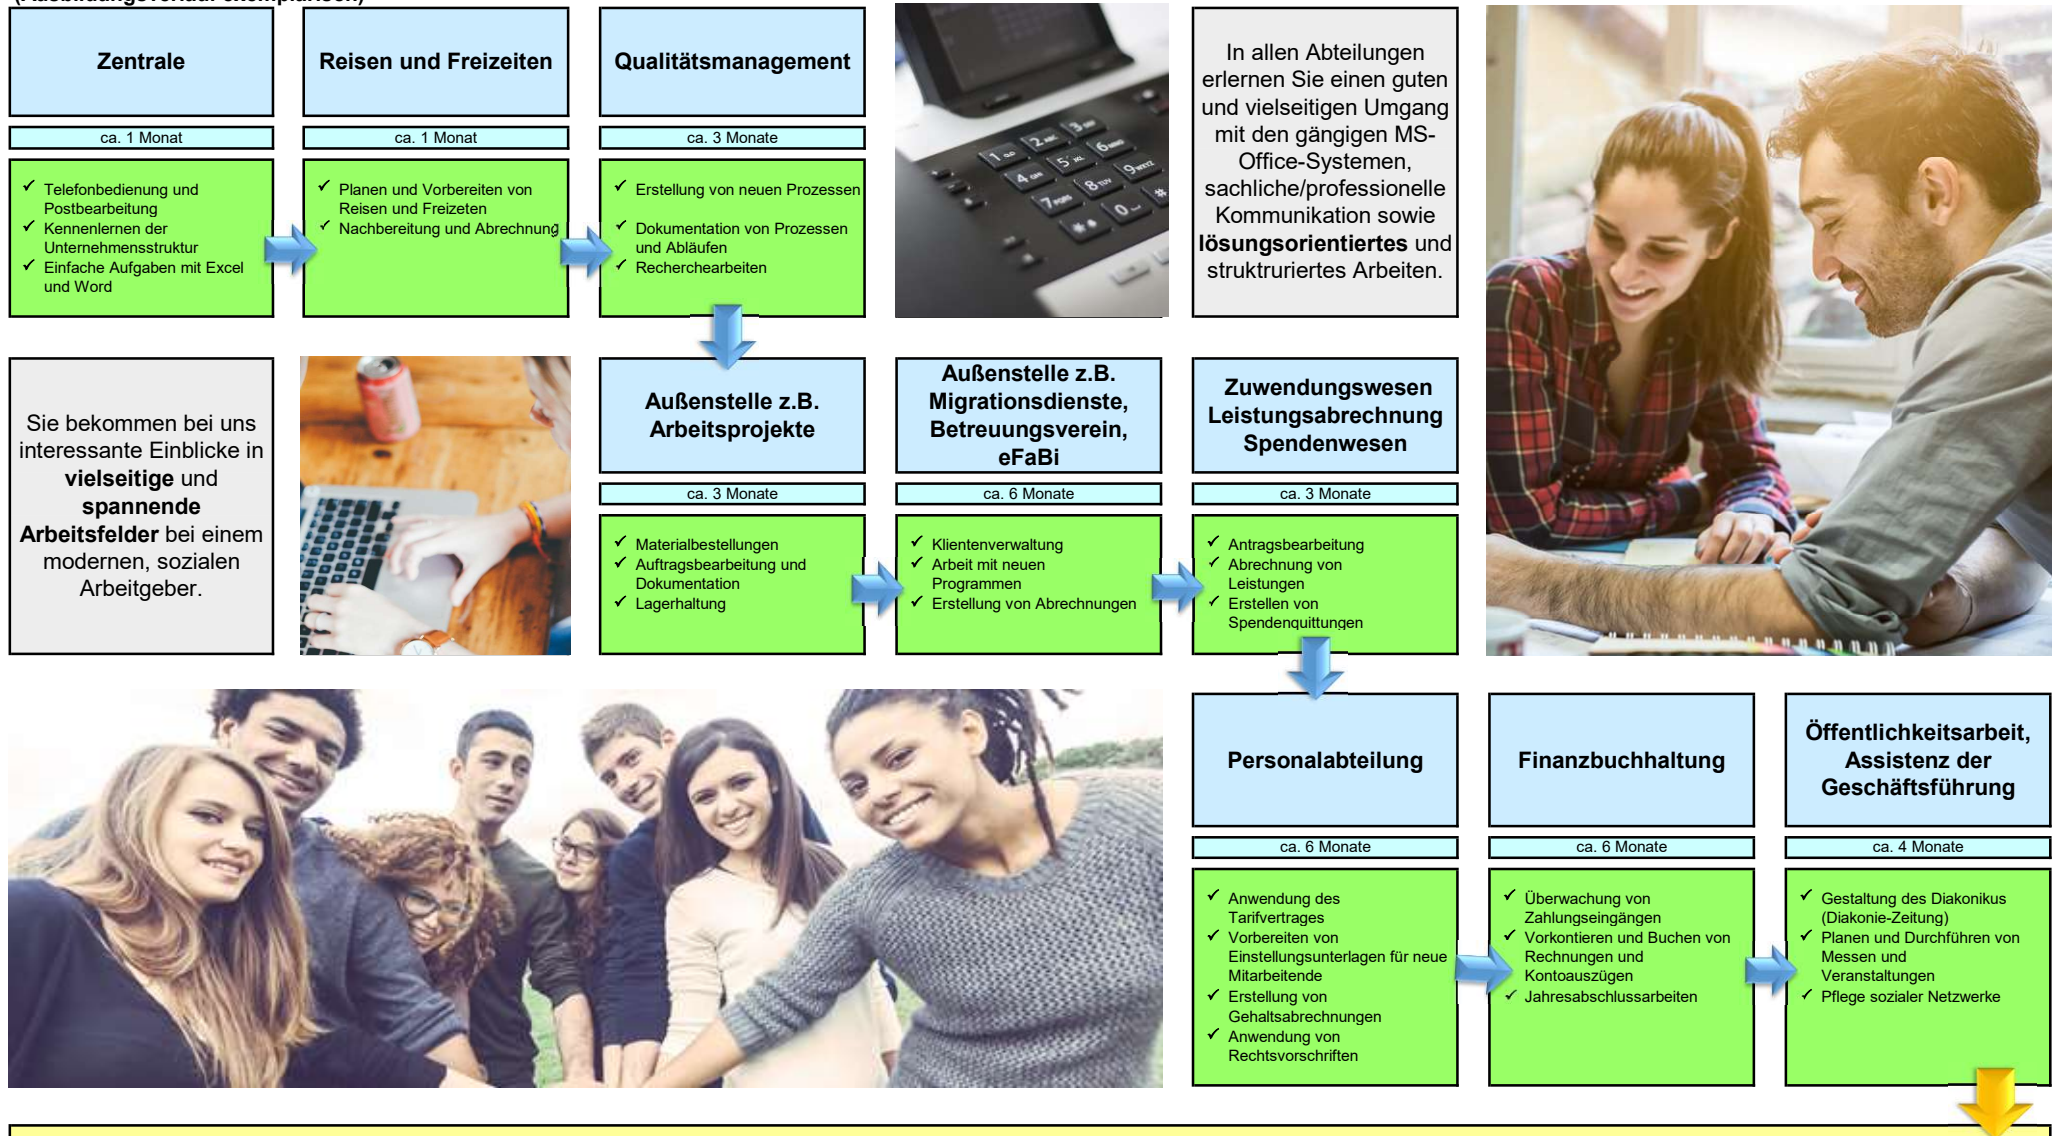 (Ausbildungsverlauf exemplarisch)
Zentrale
ca. 1 Monat
Telefonbedienung und
Postbearbeitung
Kennenlernen der
Unternehmensstruktur
Einfache Aufgaben mit Excel
und Word
Reisen und Freizeiten
ca. 1 Monat
Planen und Vorbereiten von
Reisen und Freizeten
Nachbereitung und Abrechnung
Qualitätsmanagement
ca. 3 Monate
Erstellung von neuen Prozessen
Dokumentation von Prozessen
und Abläufen
Recherchearbeiten
In allen Abteilungen
erlernen Sie einen guten
und vielseitigen Umgang
mit den gängigen MS-
Office-Systemen,
sachliche/professionelle
Kommunikation sowie
lösungsorientiertes und
struktruriertes Arbeiten.
Sie bekommen bei uns
interessante Einblicke in
vielseitige und
spannende
Arbeitsfelder bei einem
modernen, sozialen
Arbeitgeber.
Außenstelle z.B.
Arbeitsprojekte
ca. 3 Monate
Materialbestellungen
Auftragsbearbeitung und
Dokumentation
Lagerhaltung
Außenstelle z.B.
Migrationsdienste,
Betreuungsverein,
eFaBi
ca. 6 Monate
Klientenverwaltung
Arbeit mit neuen
Programmen
Erstellung von Abrechnungen
Zuwendungswesen
Leistungsabrechnung
Spendenwesen
ca. 3 Monate
Antragsbearbeitung
Abrechnung von
Leistungen
Erstellen von
Spendenquittungen
Personalabteilung
ca. 6 Monate
Anwendung des
Tarifvertrages
Vorbereiten von
Einstellungsunterlagen für neue
Mitarbeitende
Erstellung von
Gehaltsabrechnungen
Anwendung von
Rechtsvorschriften
Finanzbuchhaltung
ca. 6 Monate
Überwachung von
Zahlungseingängen
Vorkontieren und Buchen von
Rechnungen und
Kontoauszügen
Jahresabschlussarbeiten
Öffentlichkeitsarbeit,
Assistenz der
Geschäftsführung
ca. 4 Monate
Gestaltung des Diakonikus
(Diakonie-Zeitung)
Planen und Durchführen von
Messen und
Veranstaltungen
Pflege sozialer Netzwerke